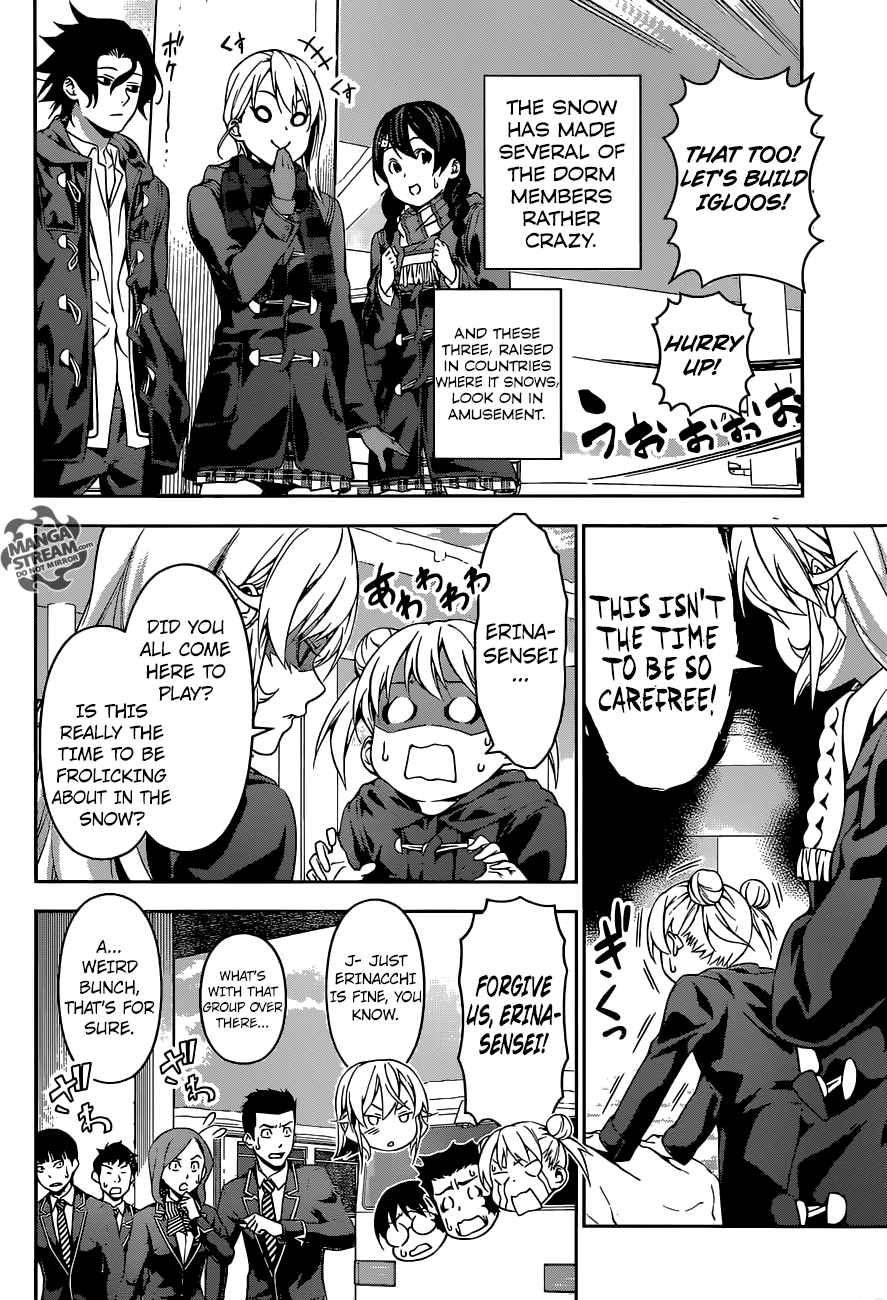 THAT TOO!
LET'S BUILD
IGLOOS!
THE SNOW
HAS MADE
SEVERAL OF
THE DORM
MEMBERS
RATHER
CRAZY.
くすくす
ボケ
HURRY
UP!
AND THESE
THREE, RAISED
IN COUNTRIES
WHERE IT SNOWS,
LOOK ON IN
AMUSEMENT.
うおおおお
MANGA
STREAM.com
DO NOT MIRROR!
ERINA-
SENSEI
...
あわわわ
DID YOU
ALL COME
HERE TO
PLAY?
IS THIS
REALLY THE
TIME TO BE
FROLICKING
ABOUT IN THE
SNOW?
THIS ISN'T
THE TIME
TO BE SO
CAREFREE!
ぎくっ
A...
WEIRD
BUNCH,
THAT'S FOR
SURE.
WHAT'S
WITH THAT
GROUP OVER
THERE...
J- JUST
ERINACCHI
IS FINE, YOU
KNOW.
FORGIVE
US, ERINA-
SENSEI!
ざわ
ざわ